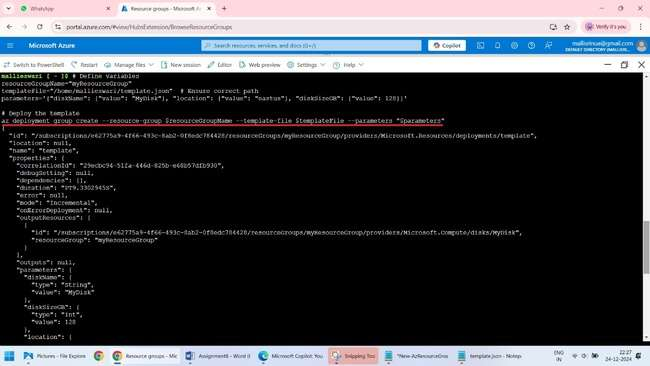 WhatsApp
Resource groups - Microsoft A
portal.azure.com/#view/HubsExtension/BrowseResourceGroups
Verify it's you
Microsoft Azure
Search resources, services, and docs (G+/)
Copilot
malliswinual@gmail.com
DEFAULT DIRECTORY (MALLISWIN...
Switch to PowerShell Restart Manage files New session Editor Web preview Settings Help
mallieswari [ ~ ]$ # Define variables
resourceGroupName="myResourceGroup"
templateFile="/home/mallieswari/template.json" # Ensure correct path
parameters='{"diskName": {"value": "MyDisk"}, "location": {"value": "eastus"}, "diskSizeGB": {"value": 128}}'
# Deploy the template
az deployment group create --resource-group $resourceGroupName --template-file $templateFile --parameters "$parameters"
{
"id": "/subscriptions/e62775a9-4f66-493c-8ab2-0f8edc784428/resourceGroups/myResourceGroup/providers/Microsoft.Resources/deployments/template",
"location": null,
"name": "template",
"properties": {
"correlationId": "29ecbc94-51fa-446d-825b-e68b57dfb930",
"debugSetting": null,
"dependencies": [],
"duration": "PT9.3302945S",
"error": null,
"mode": "Incremental",
"onErrorDeployment": null,
"outputResources": [
{
"id": "/subscriptions/e62775a9-4f66-493c-8ab2-0f8edc784428/resourceGroups/myResourceGroup/providers/Microsoft.Compute/disks/MyDisk",
"resourceGroup": "myResourceGroup"
}
],
"outputs": null,
"parameters": {
"diskName": {
"type": "String",
"value": "MyDisk"
},
"diskSizeGB": {
"type": "Int",
"value": 128
},
"location": {
Pictures - File Explore
Resource groups - Mic
Assignment8 - Word (
Microsoft Copilot: You
Snipping Tool
"New-AzResourceGrou
template.json - Notep
ENG
IN
22:27
24-12-2024